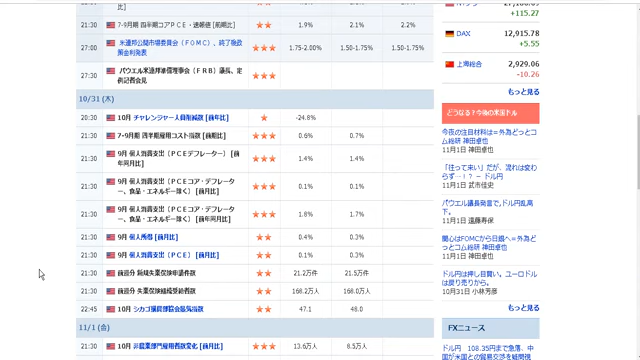 +115.27
21:30 7-9月期 四半期コアPCE・速報値 [前期比] ★★ 1.9% 2.1% 2.2%
27:00 米連邦公開市場委員会（FOMC）、終了後政策金利発表 ★★★ 1.75-2.00% 1.50-1.75% 1.50-1.75%
27:30 パウエル米連邦準備理事会（FRB）議長、定例記者会見 ★★★
10/31 (木)
20:30 10月 チャレンジャー人員削減数 [前年比] ★ -24.8%
21:30 7-9月期 四半期雇用コスト指数 [前期比] ★★★ 0.6% 0.7%
21:30 9月 個人消費支出（PCEデフレーター） [前年同月比] ★★★ 1.4% 1.4%
21:30 9月 個人消費支出（PCEコア・デフレーター、食品・エネルギー除く） [前月比] ★★★ 0.1% 0.1%
21:30 9月 個人消費支出（PCEコア・デフレーター、食品・エネルギー除く） [前年同月比] ★★★ 1.8% 1.7%
21:30 9月 個人所得 [前月比] ★★ 0.4% 0.3%
21:30 9月 個人消費支出（PCE） [前月比] ★★ 0.1% 0.3%
21:30 前週分 新規失業保険申請件数 ★★ 21.2万件 21.5万件
21:30 前週分 失業保険継続受給者数 ★★ 168.2万件 168.0万件
22:45 10月 シカゴ購買部協会景気指数 ★★ 47.1 48.0
11/1 (金)
21:30 10月 非農業部門雇用者数変化 [前月比] ★★★ 13.6万人 8.5万人
DAX 12,915.78
+5.55
上海総合 2,929.06
-10.26
もっと見る
どうなる？今後の米国ドル
今夜の注目材料は＝外為どっとコム総研 神田卓也
11月1日 神田卓也
「往って来い」だが、流れは変わらず…！？ － ドル円
11月1日 武市佳史
パウエル議長発言で、ドル円乱高下。
11月1日 遠藤寿保
関心はFOMCから日銀へ＝外為どっとコム総研 神田卓也
10月31日 小林芳彦
11月1日 神田卓也
ドル円は押し目買い。ユーロドルは戻り売りから。
もっと見る
FXニュース
ドル円 108.35円まで急落、中国が米国との貿易交渉を疑問視